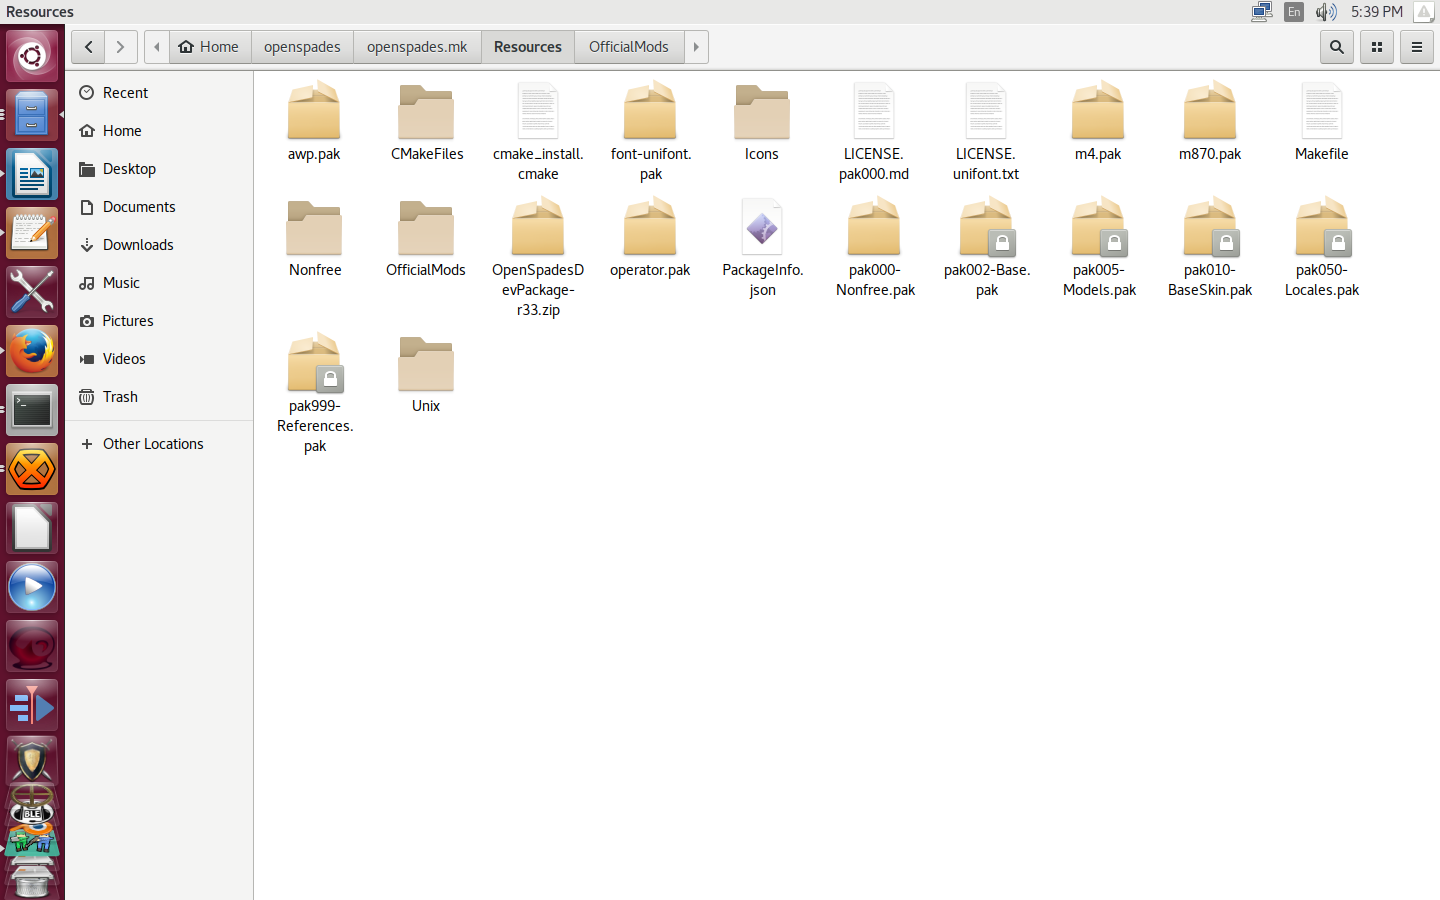 Resources
En
5:39 PM
Home
openspades
openspades.mk
Resources
OfficialMods
Recent
Home
Desktop
Documents
Downloads
Music
Pictures
Videos
Trash
Other Locations
awp.pak
CMakeFiles
cmake_install.
cmake
font-unifont.
pak
Icons
LICENSE.
pak000.md
LICENSE.
unifont.txt
m4.pak
m870.pak
Makefile
Nonfree
OfficialMods
OpenSpadesD
evPackage-
r33.zip
operator.pak
PackageInfo.
json
pak000-
Nonfree.pak
pak002-Base.
pak
pak005-
Models.pak
pak010-
BaseSkin.pak
pak050-
Locales.pak
pak999-
References.
pak
Unix
BLE